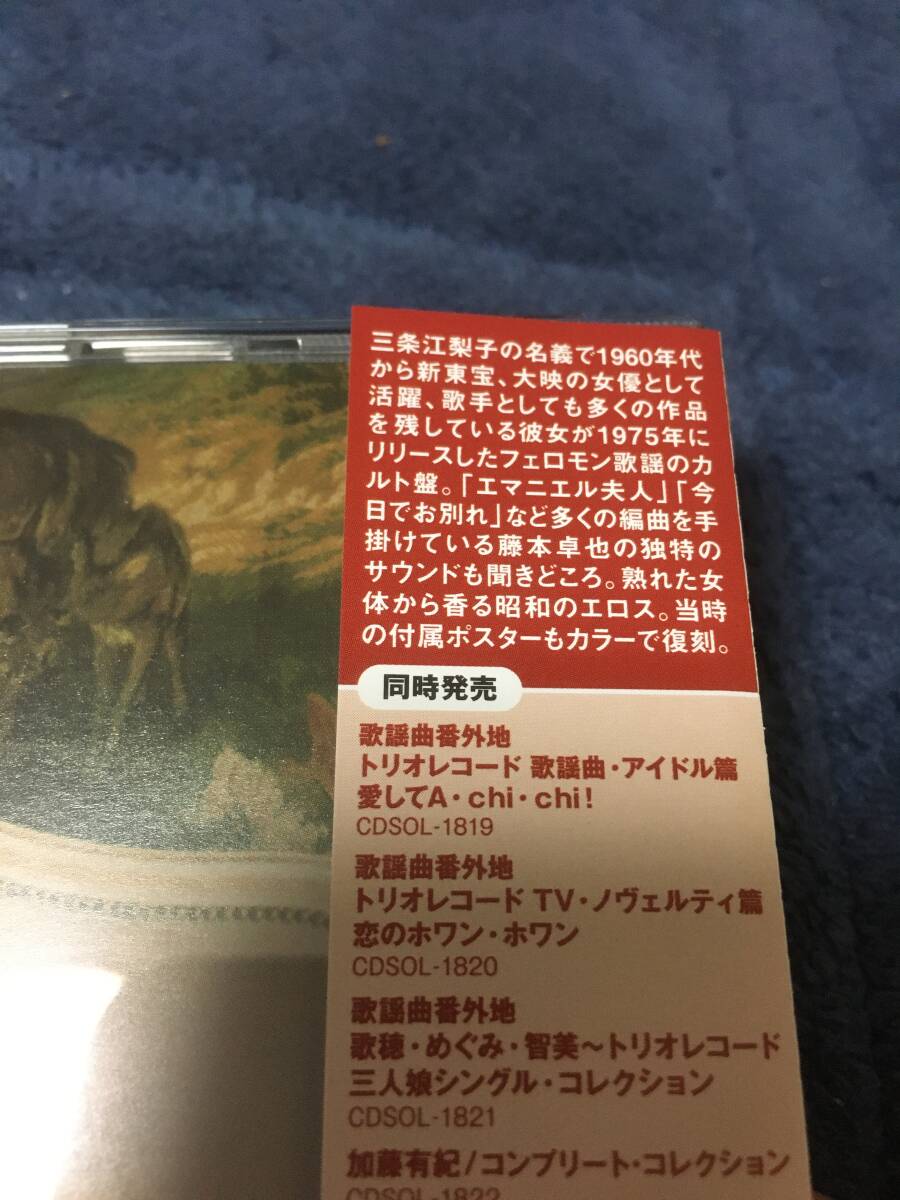 三条江梨子の名義で1960年代
から新東宝、大映の女優として
活躍、歌手としても多くの作品
を残している彼女が1975年に
リリースしたフェロモン歌謡のカ
ルト盤。「エマニエル夫人」「今
日でお別れ」など多くの編曲を手
掛けている藤本卓也の独特の
サウンドも聞きどころ。熟れた女
体から香る昭和のエロス。当時
の付属ポスターもカラーで復刻。
同時発売
歌謡曲番外地
トリオレコード 歌謡曲・アイドル篇
愛してA・chi・chi!
CDSOL-1819
歌謡曲番外地
トリオレコード TV・ノヴェルティ篇
恋のホワン・ホワン
CDSOL-1820
歌謡曲番外地
歌穂・めぐみ・智美〜トリオレコード
三人娘シングル・コレクション
CDSOL-1821
加藤有紀/コンプリート・コレクション
CDSOL-1822